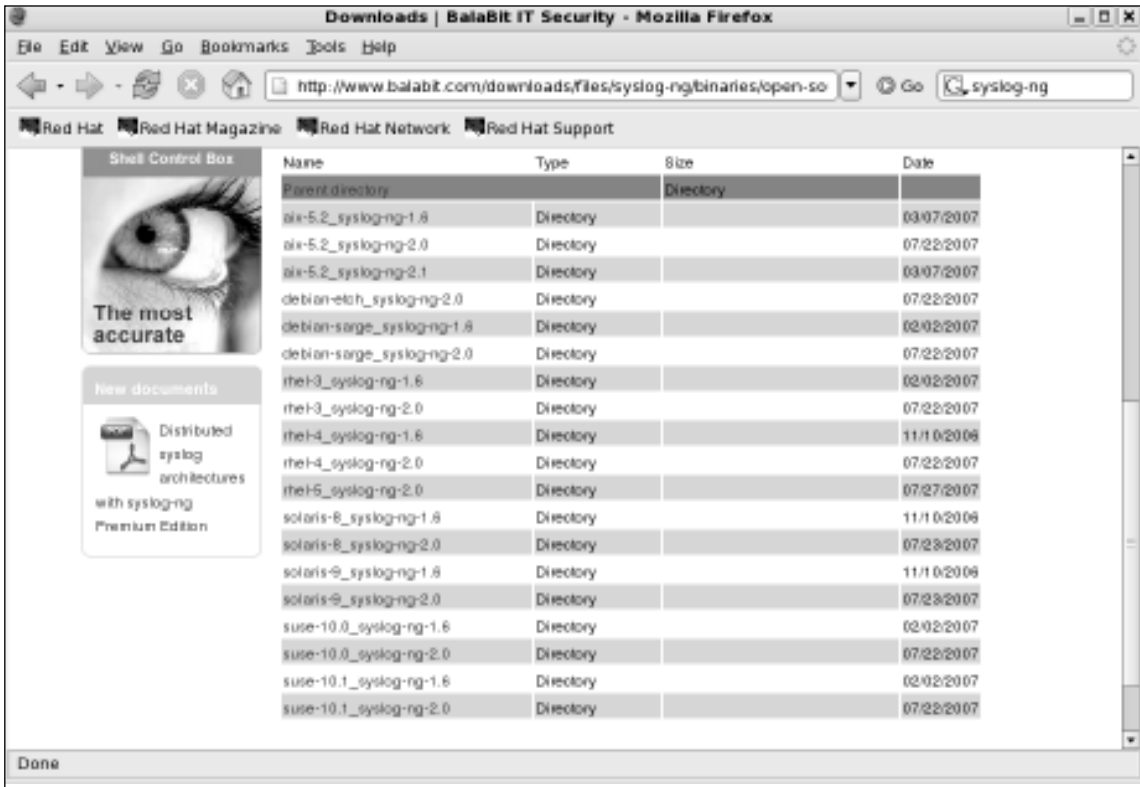 Downloads | BalaBit IT Security - Mozilla Firefox
File Edit View Go Bookmarks Tools Help
http://www.balabit.com/downloads/files/syslog-ng/binaries/open-so Go syslog-ng
Red Hat Red Hat Magazine Red Hat Network Red Hat Support
Shell Control Box
The most
accurate
New documents
Distributed
syslog
architectures
with syslog-ng
Premium Edition
Name Type Size Date
Parent directory Directory
aix-5.2_syslog-ng-1.6 Directory 03/07/2007
aix-5.2_syslog-ng-2.0 Directory 07/22/2007
aix-5.2_syslog-ng-2.1 Directory 03/07/2007
debian-etch_syslog-ng-2.0 Directory 07/22/2007
debian-sarge_syslog-ng-1.6 Directory 02/02/2007
debian-sarge_syslog-ng-2.0 Directory 07/22/2007
rhel-3_syslog-ng-1.6 Directory 02/02/2007
rhel-3_syslog-ng-2.0 Directory 07/22/2007
rhel-4_syslog-ng-1.6 Directory 11/10/2006
rhel-4_syslog-ng-2.0 Directory 07/22/2007
rhel-5_syslog-ng-2.0 Directory 07/27/2007
solaris-8_syslog-ng-1.6 Directory 11/10/2006
solaris-8_syslog-ng-2.0 Directory 07/23/2007
solaris-9_syslog-ng-1.6 Directory 11/10/2006
solaris-9_syslog-ng-2.0 Directory 07/23/2007
suse-10.0_syslog-ng-1.6 Directory 02/02/2007
suse-10.0_syslog-ng-2.0 Directory 07/22/2007
suse-10.1_syslog-ng-1.6 Directory 02/02/2007
suse-10.1_syslog-ng-2.0 Directory 07/22/2007
Done